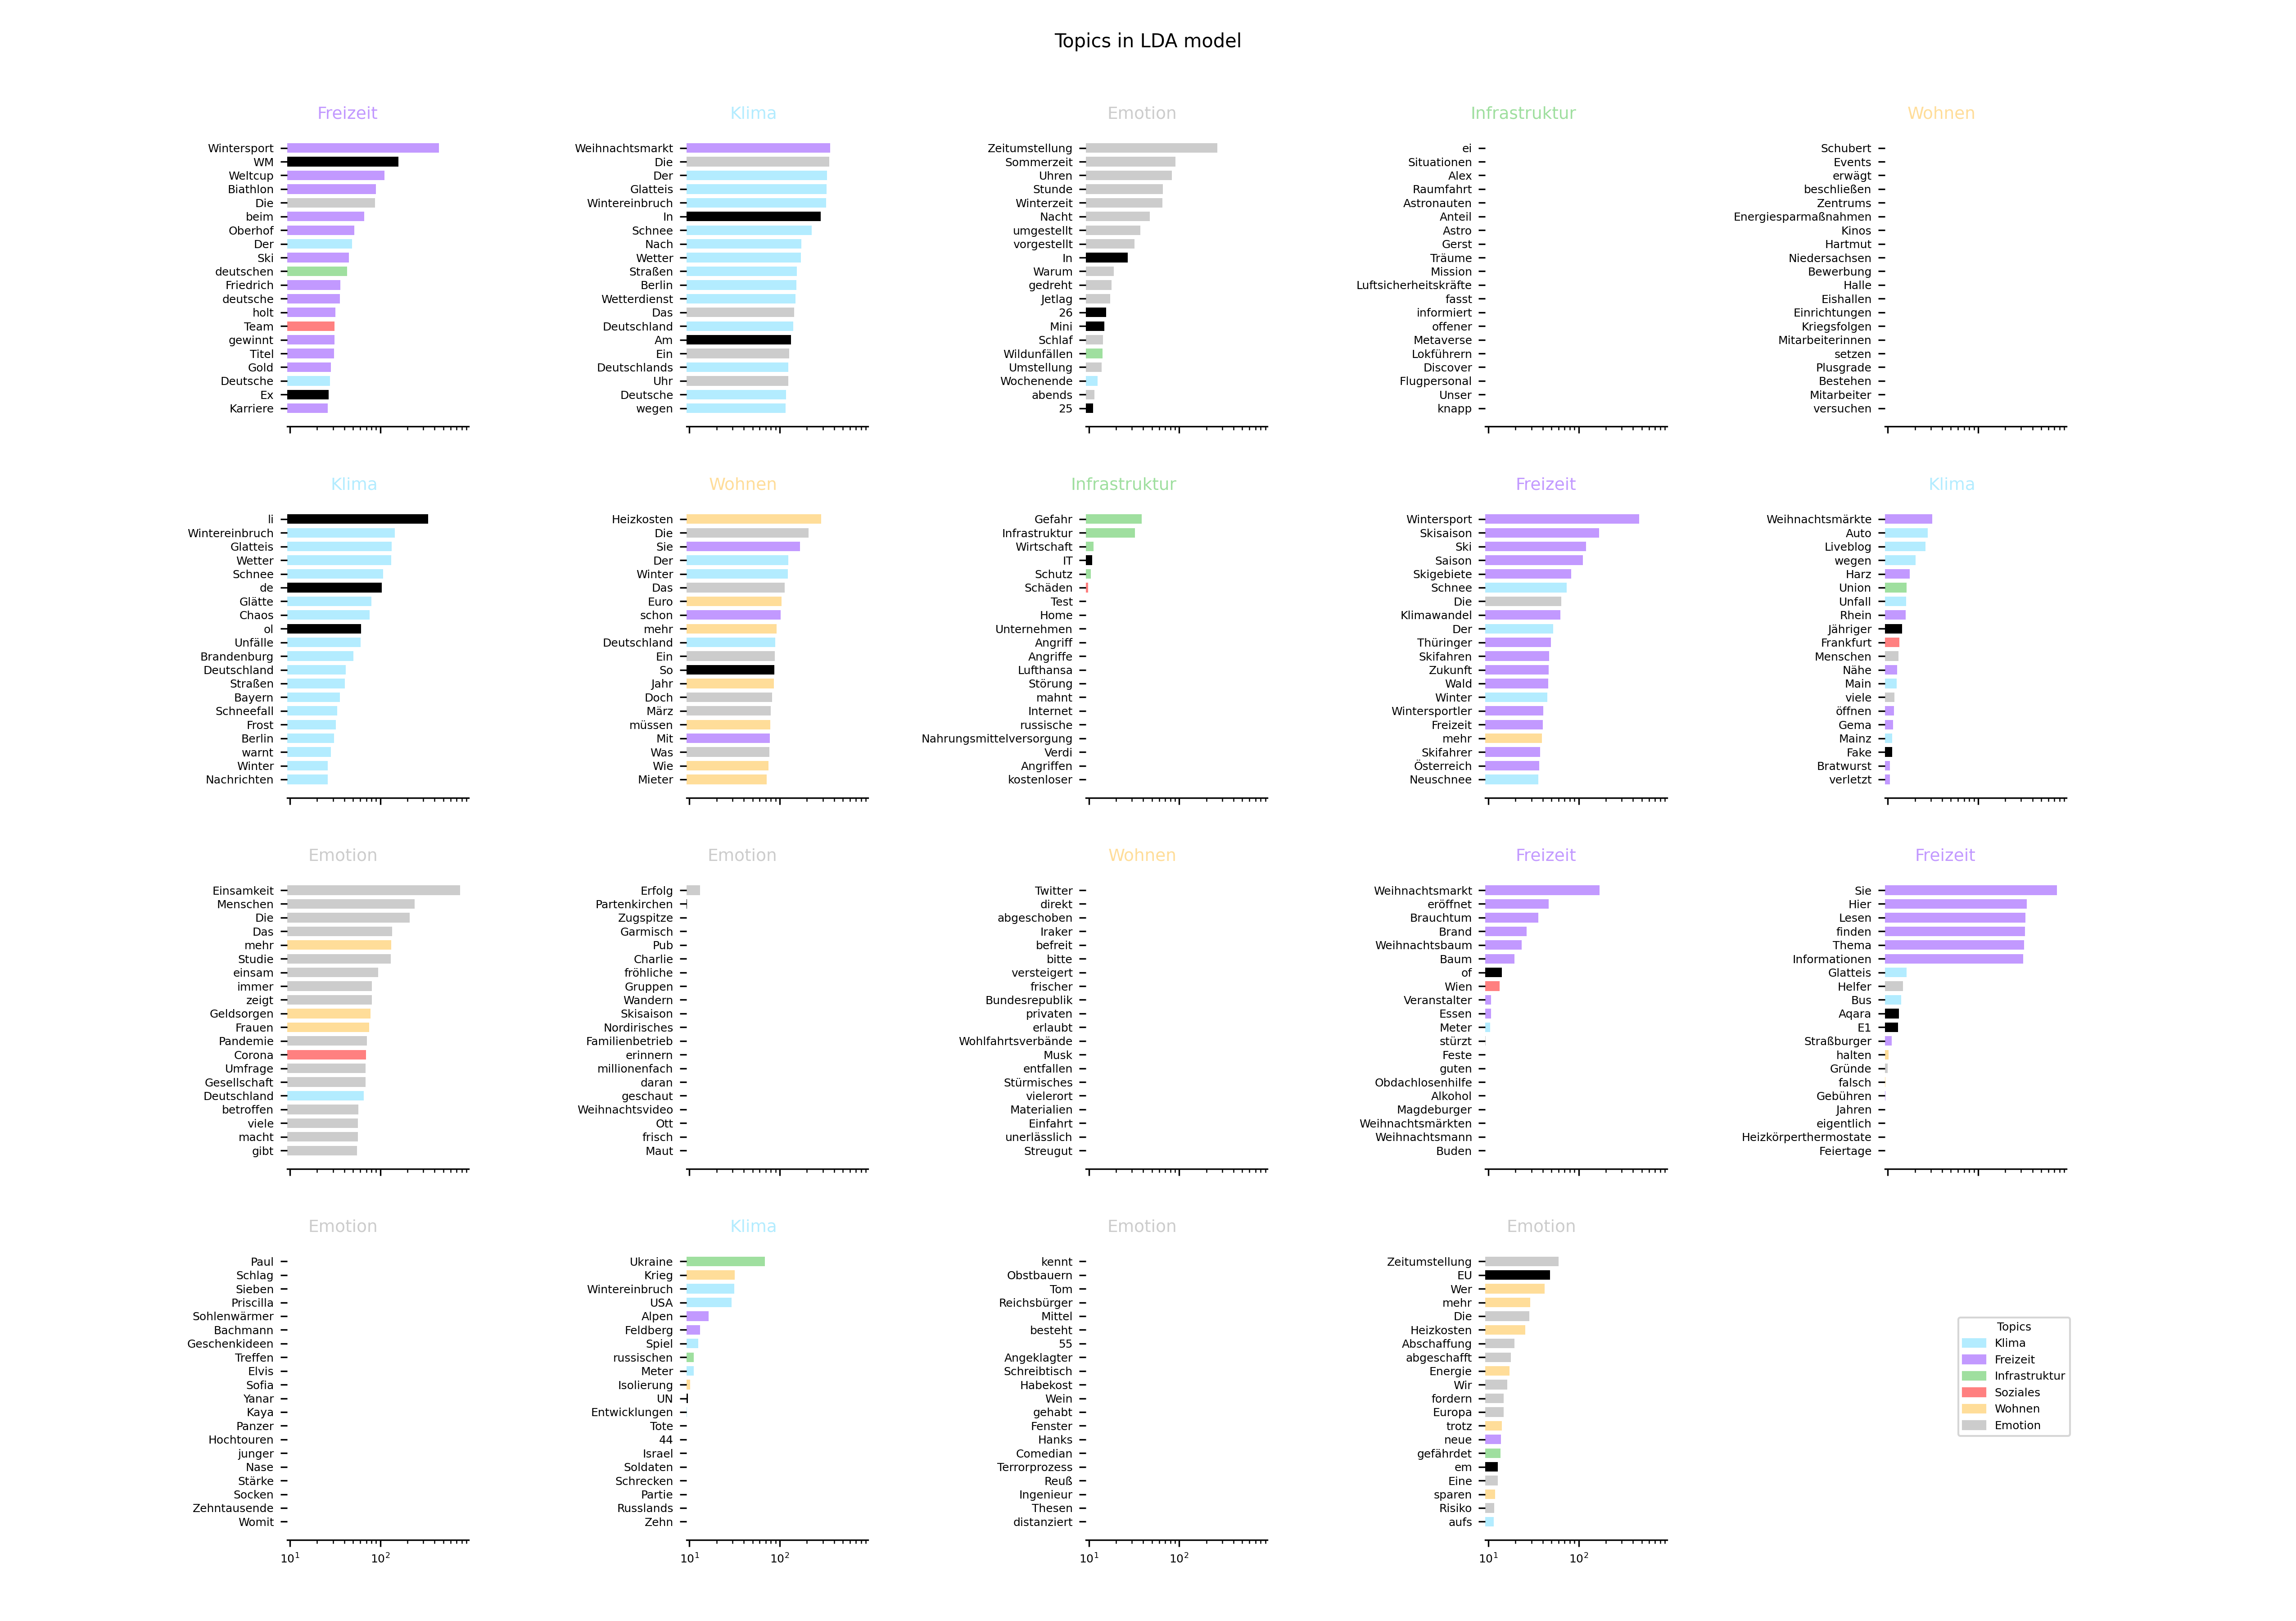 Topics in LDA model
Freizeit
Wintersport
WM
Weltcup
Biathlon
Die
beim
Oberhof
Der
Ski
deutschen
Friedrich
deutsche
holt
Team
gewinnt
Titel
Gold
Deutsche
Ex
Karriere
Klima
Weihnachtsmarkt
Die
Der
Glatteis
Wintereinbruch
In
Schnee
Nach
Wetter
Straßen
Berlin
Wetterdienst
Das
Deutschland
Am
Ein
Deutschlands
Uhr
Deutsche
wegen
Emotion
Zeitumstellung
Sommerzeit
Uhren
Stunde
Winterzeit
Nacht
umgestellt
vorgestellt
In
Warum
gedreht
Jetlag
26
Mini
Schlaf
Wildunfällen
Umstellung
Wochenende
abends
25
Infrastruktur
ei
Situationen
Alex
Raumfahrt
Astronauten
Anteil
Astro
Gerst
Träume
Mission
Luftsicherheitskräfte
fasst
informiert
offener
Metaverse
Lokführern
Discover
Flugpersonal
Unser
knapp
Wohnen
Schubert
Events
erwägt
beschließen
Zentrums
Energiesparmaßnahmen
Kinos
Hartmut
Niedersachsen
Bewerbung
Halle
Eishallen
Einrichtungen
Kriegsfolgen
Mitarbeiterinnen
setzen
Plusgrade
Bestehen
Mitarbeiter
versuchen
Klima
li
Wintereinbruch
Glatteis
Wetter
Schnee
de
Glätte
Chaos
ol
Unfälle
Brandenburg
Deutschland
Straßen
Bayern
Schneefall
Frost
Berlin
warnt
Winter
Nachrichten
Wohnen
Heizkosten
Die
Sie
Der
Winter
Das
Euro
schon
mehr
Deutschland
Ein
So
Jahr
Doch
März
müssen
Mit
Was
Wie
Mieter
Infrastruktur
Gefahr
Infrastruktur
Wirtschaft
IT
Schutz
Schäden
Test
Home
Unternehmen
Angriff
Angriffe
Lufthansa
Störung
mahnt
Internet
russische
Nahrungsmittelversorgung
Verdi
Angriffen
kostenloser
Freizeit
Wintersport
Skisaison
Ski
Saison
Skigebiete
Schnee
Die
Klimawandel
Der
Thüringer
Skifahren
Zukunft
Wald
Winter
Wintersportler
Freizeit
mehr
Skifahrer
Österreich
Neuschnee
Klima
Weihnachtsmärkte
Auto
Liveblog
wegen
Harz
Union
Unfall
Rhein
Jähriger
Frankfurt
Menschen
Nähe
Main
viele
öffnen
Gema
Mainz
Fake
Bratwurst
verletzt
Emotion
Einsamkeit
Menschen
Die
Das
mehr
Studie
einsam
immer
zeigt
Geldsorgen
Frauen
Pandemie
Corona
Umfrage
Gesellschaft
Deutschland
betroffen
viele
macht
gibt
Emotion
Erfolg
Partenkirchen
Zugspitze
Garmisch
Pub
Charlie
fröhliche
Gruppen
Wandern
Skisaison
Nordirisches
Familienbetrieb
erinnern
millionenfach
daran
geschaut
Weihnachtsvideo
Ott
frisch
Maut
Wohnen
Twitter
direkt
abgeschoben
Iraker
befreit
bitte
versteigert
frischer
Bundesrepublik
privaten
erlaubt
Wohlfahrtsverbände
Musk
entfallen
Stürmisches
vielerort
Materialien
Einfahrt
unerlässlich
Streugut
Freizeit
Weihnachtsmarkt
eröffnet
Brauchtum
Brand
Weihnachtsbaum
Baum
of
Wien
Veranstalter
Essen
Meter
stürzt
Feste
guten
Obdachlosenhilfe
Alkohol
Magdeburger
Weihnachtsmärkten
Weihnachtsmann
Buden
Freizeit
Sie
Hier
Lesen
finden
Thema
Informationen
Glatteis
Helfer
Bus
Aqara
E1
Straßburger
halten
Gründe
falsch
Gebühren
Jahren
eigentlich
Heizkörperthermostate
Feiertage
Emotion
Paul
Schlag
Sieben
Priscilla
Sohlenwärmer
Bachmann
Geschenkideen
Treffen
Elvis
Sofia
Yanar
Kaya
Panzer
Hochtouren
junger
Nase
Stärke
Socken
Zehntausende
Womit
10¹ 10²
Klima
Ukraine
Krieg
Wintereinbruch
USA
Alpen
Feldberg
Spiel
russischen
Meter
Isolierung
UN
Entwicklungen
Tote
44
Israel
Soldaten
Schrecken
Partie
Russlands
Zehn
10¹ 10²
Emotion
kennt
Obstbauern
Tom
Reichsbürger
Mittel
besteht
55
Angeklagter
Schreibtisch
Habekost
Wein
gehabt
Fenster
Hanks
Comedian
Terrorprozess
Reuß
Ingenieur
Thesen
distanziert
10¹ 10²
Emotion
Zeitumstellung
EU
Wer
mehr
Die
Heizkosten
Abschaffung
abgeschafft
Energie
Wir
fordern
Europa
trotz
neue
gefährdet
em
Eine
sparen
Risiko
aufs
10¹ 10²
Topics
Klima
Freizeit
Infrastruktur
Soziales
Wohnen
Emotion